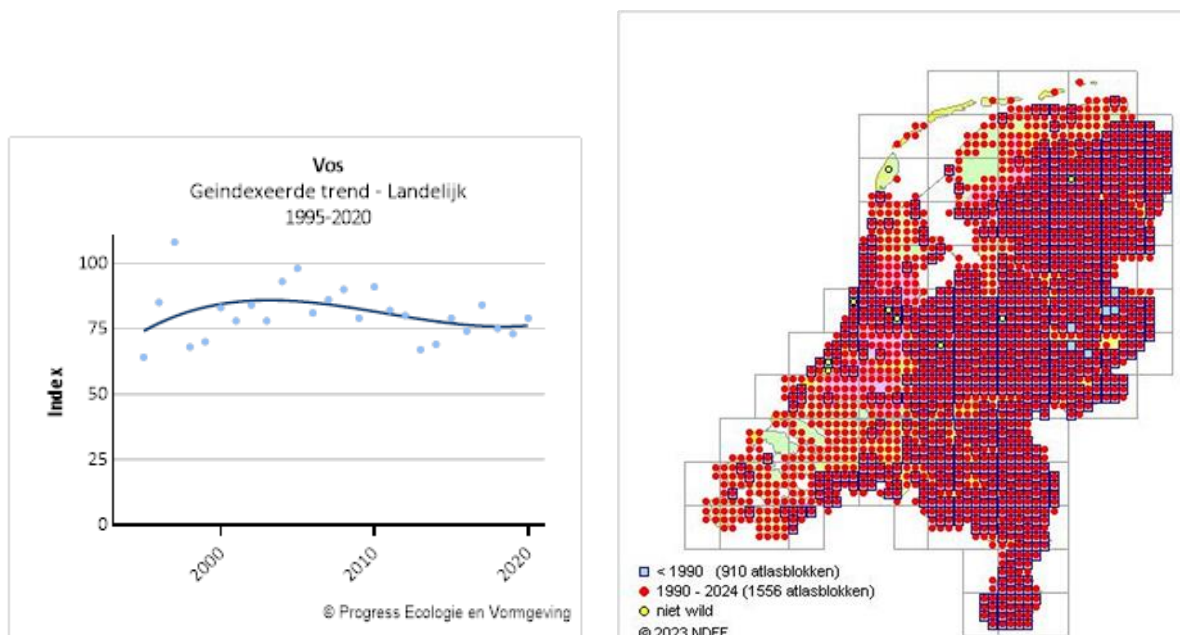 Vos
Geindexeerde trend - Landelijk
1995-2020
100
75
50
25
0
Index
2000
2010
2020
© Progress Ecologie en Vormgeving
< 1990 (910 atlasblokken)
1990 - 2024 (1556 atlasblokken)
niet wild
© 2023 NDFF